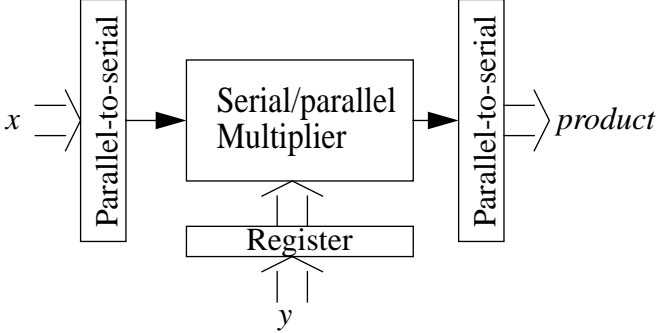 x
Parallel-to-serial
Serial/parallel
Multiplier
Parallel-to-serial
product
Register
y